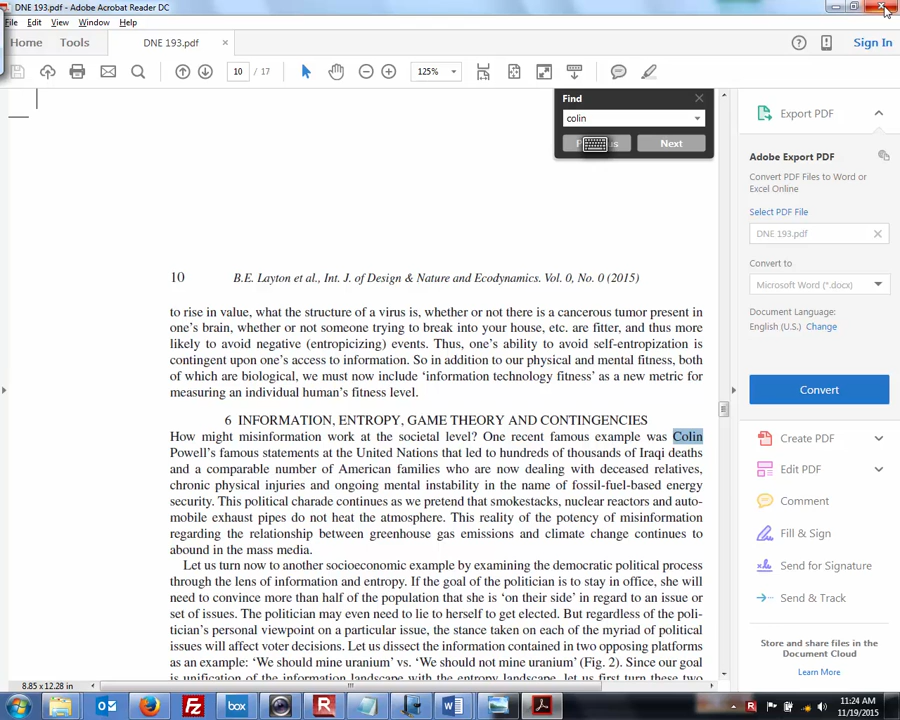 DNE 193.pdf - Adobe Acrobat Reader DC
File Edit View Window Help
Home Tools DNE 193.pdf × Sign In
10 / 17 125%
Find
colin
Next
Export PDF
Adobe Export PDF
Convert PDF Files to Word or
Excel Online
Select PDF File
DNE 193.pdf
Convert to
Microsoft Word (*.docx)
Document Language:
English (U.S.) Change
Convert
Create PDF
Edit PDF
Comment
Fill & Sign
Send for Signature
Send & Track
Store and share files in the
Document Cloud
Learn More
10 B.E. Layton et al., Int. J. of Design & Nature and Ecodynamics. Vol. 0, No. 0 (2015)
to rise in value, what the structure of a virus is, whether or not there is a cancerous tumor present in
one's brain, whether or not someone trying to break into your house, etc. are fitter, and thus more
likely to avoid negative (entropicizing) events. Thus, one's ability to avoid self-entropization is
contingent upon one's access to information. So in addition to our physical and mental fitness, both
of which are biological, we must now include 'information technology fitness' as a new metric for
measuring an individual human's fitness level.
6 INFORMATION, ENTROPY, GAME THEORY AND CONTINGENCIES
How might misinformation work at the societal level? One recent famous example was Colin
Powell's famous statements at the United Nations that led to hundreds of thousands of Iraqi deaths
and a comparable number of American families who are now dealing with deceased relatives,
chronic physical injuries and ongoing mental instability in the name of fossil-fuel-based energy
security. This political charade continues as we pretend that smokestacks, nuclear reactors and auto-
mobile exhaust pipes do not heat the atmosphere. This reality of the potency of misinformation
regarding the relationship between greenhouse gas emissions and climate change continues to
abound in the mass media.
Let us turn now to another socioeconomic example by examining the democratic political process
through the lens of information and entropy. If the goal of the politician is to stay in office, she will
need to convince more than half of the population that she is 'on their side' in regard to an issue or
set of issues. The politician may even need to lie to herself to get elected. But regardless of the poli-
tician's personal viewpoint on a particular issue, the stance taken on each of the myriad of political
issues will affect voter decisions. Let us dissect the information contained in two opposing platforms
as an example: 'We should mine uranium' vs. 'We should not mine uranium' (Fig. 2). Since our goal
is unification of the information landscape with the entropy landscape, let us first turn these two
8.85 x 12.28 in
box
11:24 AM
11/19/2015